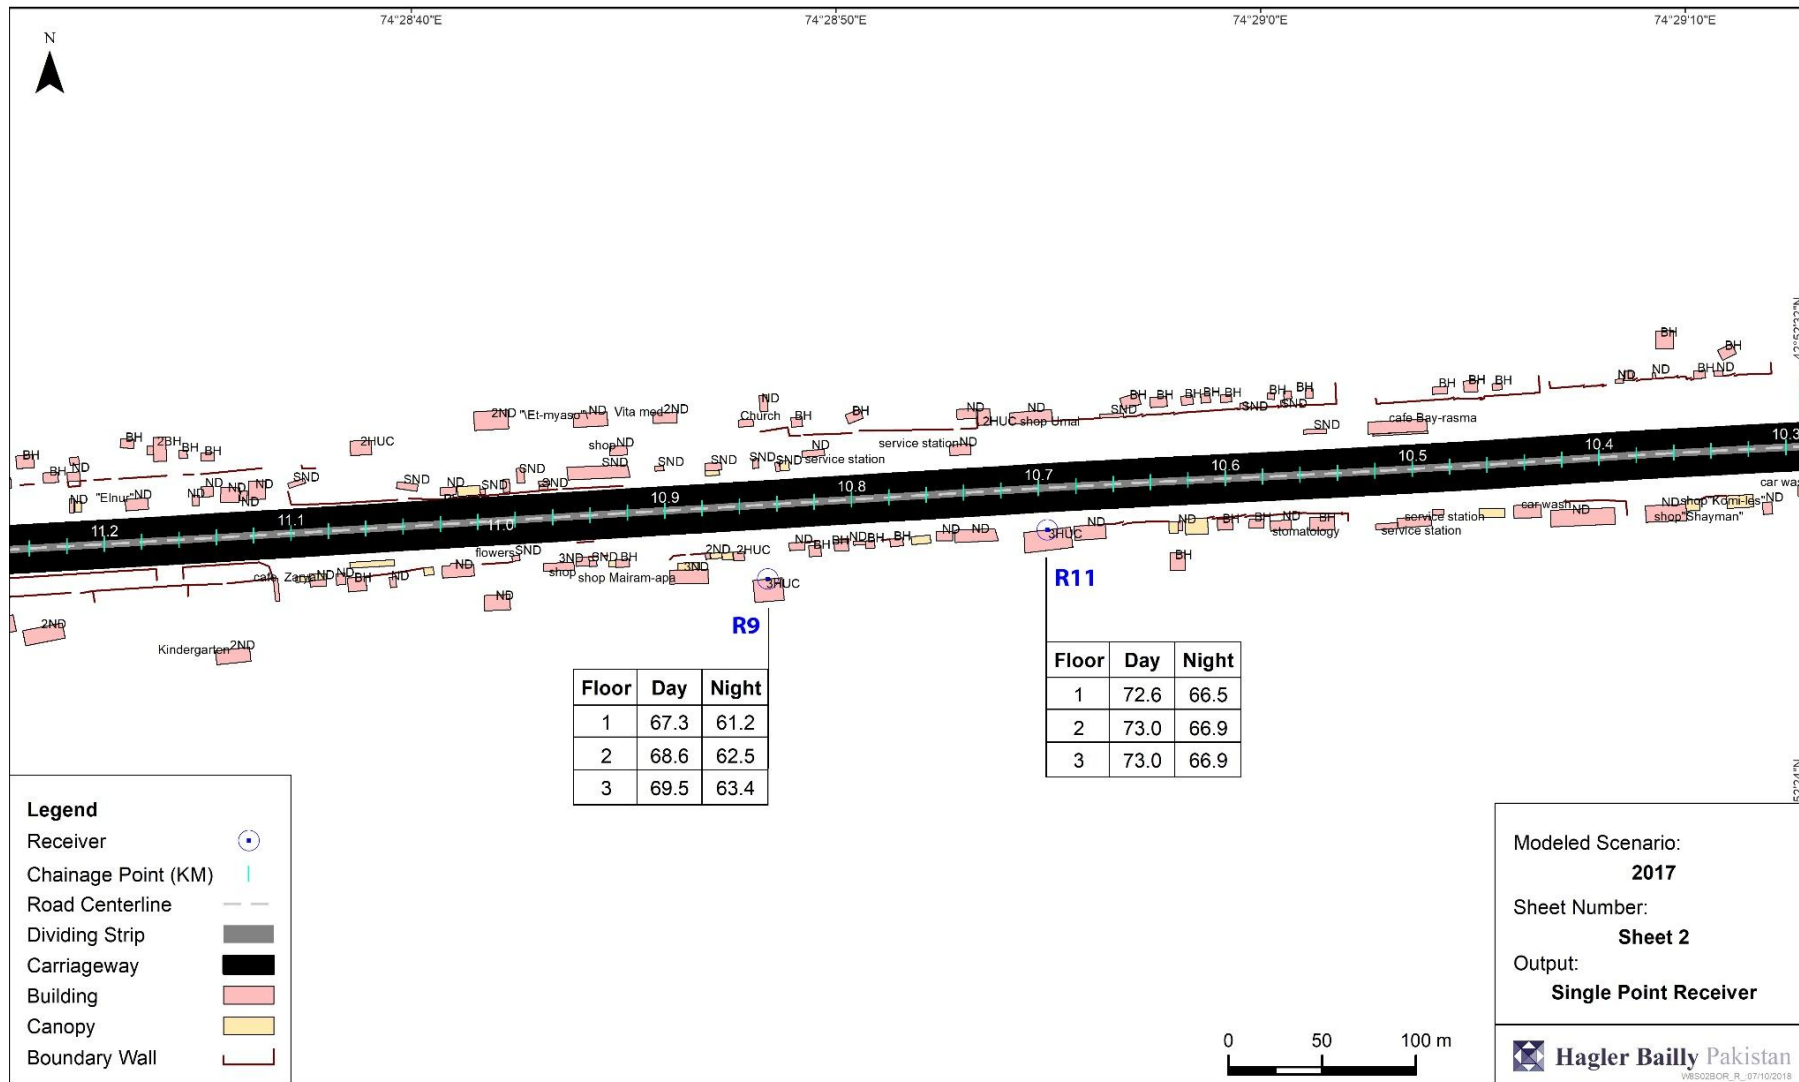 74°28'40"E
74°28'50"E
74°29'0"E
74°29'10"E
N
BH
BH
BH
ND
BH ND
BH BH BH
ND
BH BH BH BH BH
BH BH
SND SND
SND
2ND "\Et-myaso"\ ND Vita med 2ND
Church
BH
BH
ND
ND
2HUC shop Umal
cafe Bay-rasma
SND
BH
2BH
BH BH
2HUC
shop ND
ND
service station
service station ND
BH
BH ND
SND
SND
ND
SND
SND
SND
SND
SND
SND
SND
SND
"Elnur" ND
ND
ND
ND
ND
ND
ND
10.3
10.4
10.5
10.6
10.7
10.8
10.9
11.0
11.1
11.2
car wash
ND
shop"Komi-les"
ND
shop"Shayman"
service station
service station
ND
BH
BH
ND
BF
stomatology
BH
3HUC
ND
ND
ND
ND
BH
BH
ND
BH
BH
2ND
2HUC
3ND
3HUC
flowers SND
3ND
SND
BH
shop
shop Mairam-apa
ND
ND
cafe Zarya
ND
ND
BH
ND
2ND
Kindergarten 2ND
R9
R11
Floor Day Night
1 67.3 61.2
2 68.6 62.5
3 69.5 63.4
Floor Day Night
1 72.6 66.5
2 73.0 66.9
3 73.0 66.9
Legend
Receiver
Chainage Point (KM)
Road Centerline
Dividing Strip
Carriageway
Building
Canopy
Boundary Wall
0 50 100 m
Modeled Scenario:
2017
Sheet Number:
Sheet 2
Output:
Single Point Receiver
Hagler Bailly Pakistan